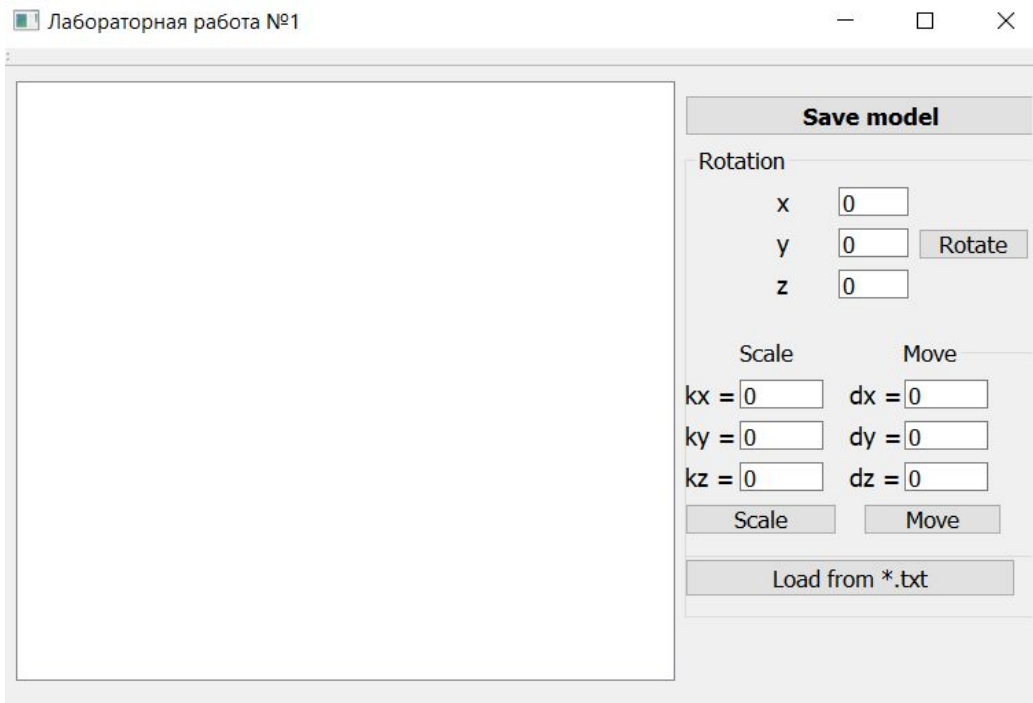 Лабораторная работа №1
Save model
Rotation
x 0
y 0 Rotate
z 0
Scale Move
kx = 0 dx = 0
ky = 0 dy = 0
kz = 0 dz = 0
Scale Move
Load from *.txt